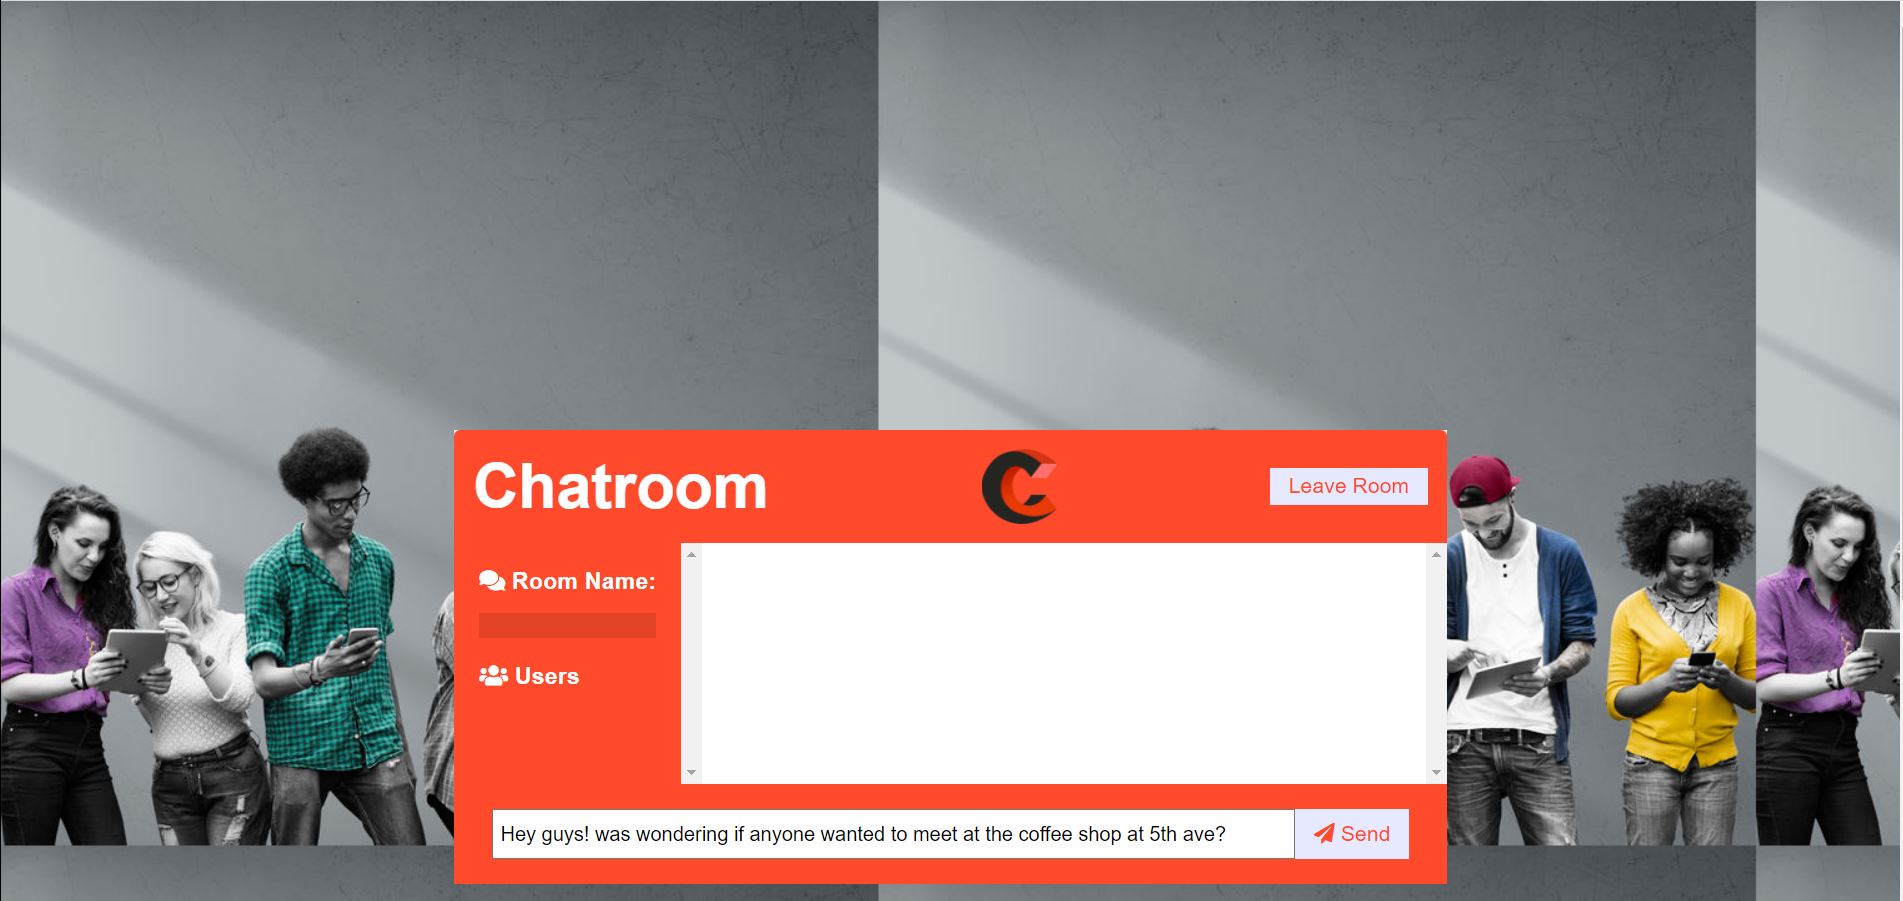 Chatroom
Leave Room
Room Name:
Users
Hey guys! was wondering if anyone wanted to meet at the coffee shop at 5th ave?
Send